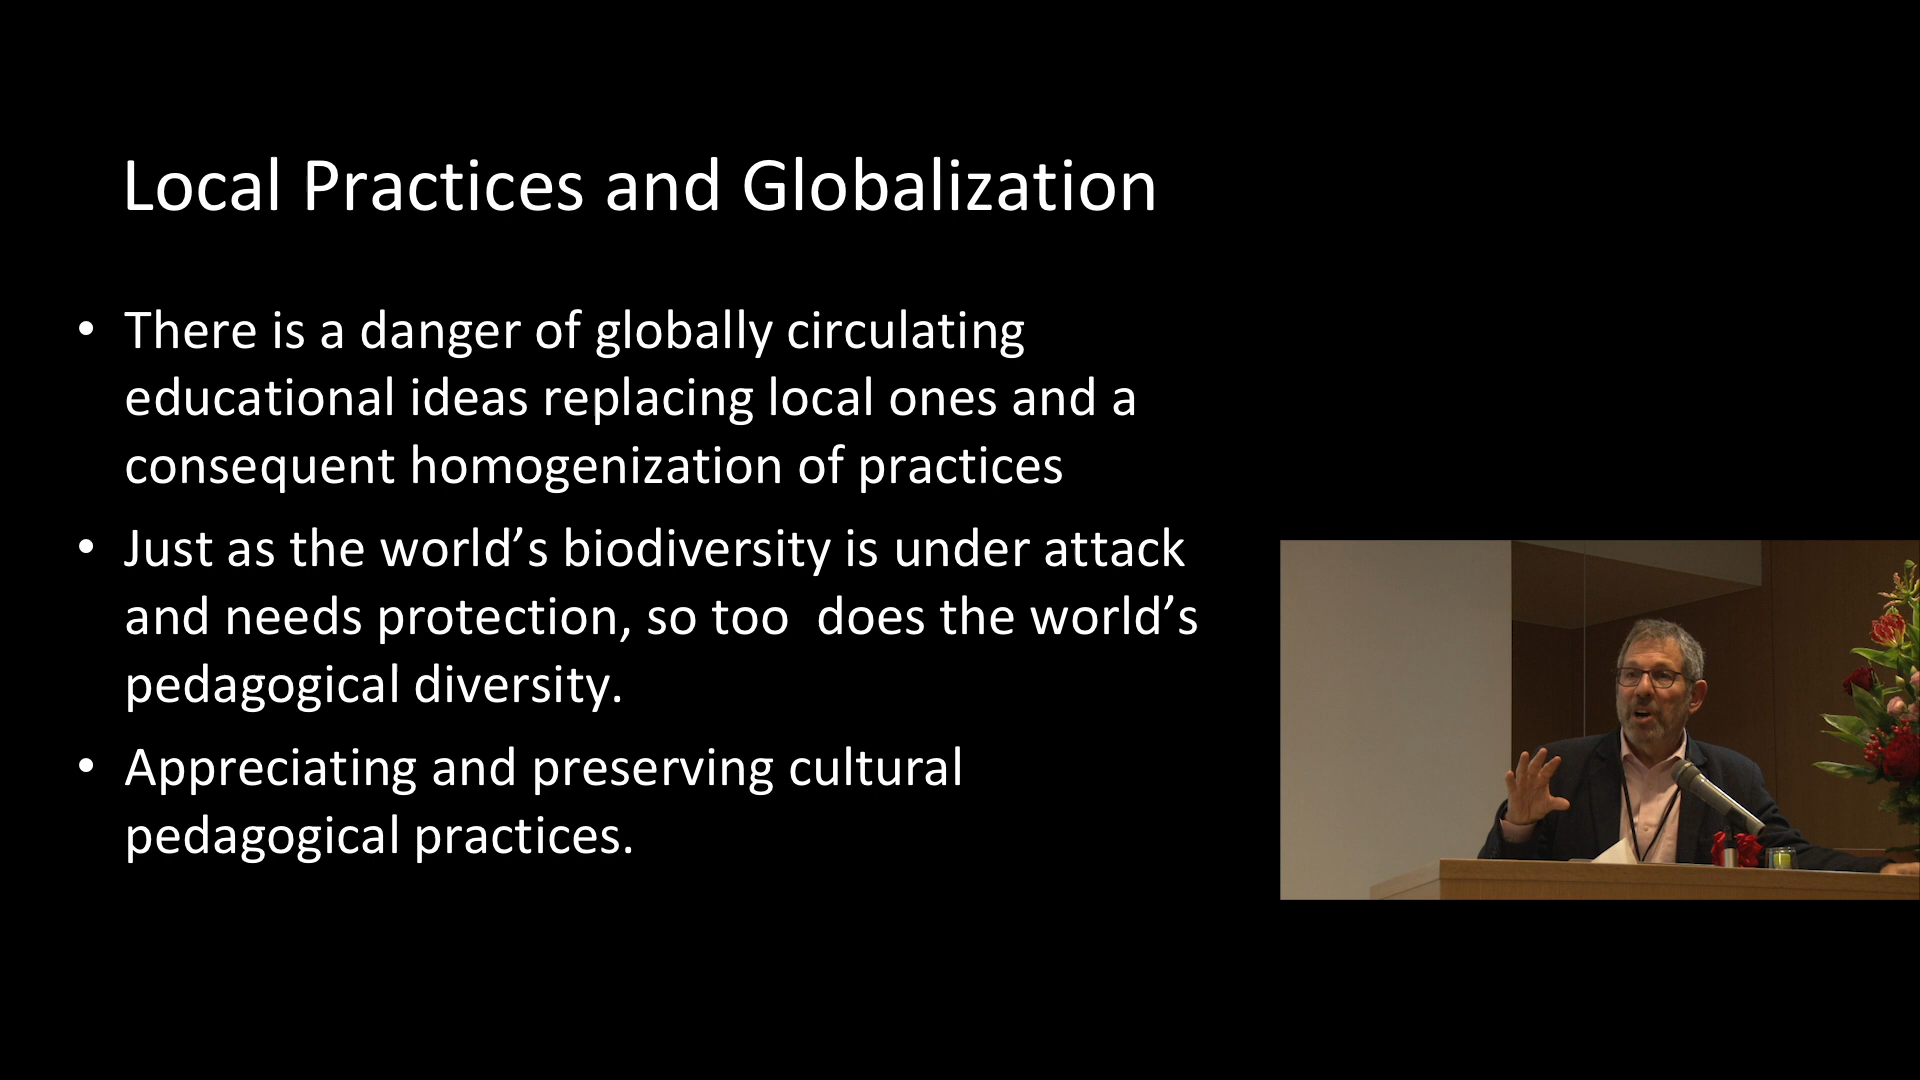 Local Practices and Globalization
• There is a danger of globally circulating
educational ideas replacing local ones and a
consequent homogenization of practices
• Just as the world’s biodiversity is under attack
and needs protection, so too  does the world’s
pedagogical diversity.
• Appreciating and preserving cultural
pedagogical practices.